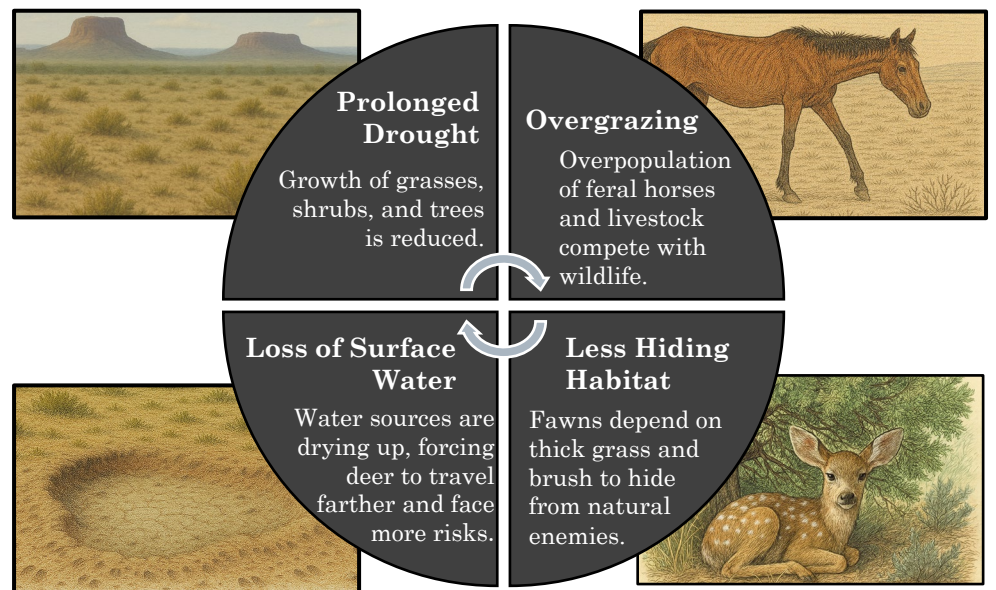 Prolonged
Drought
Growth of grasses,
shrubs, and trees
is reduced.
Overgrazing
Overpopulation
of feral horses
and livestock
compete with
wildlife.
Loss of Surface
Water
Water sources are
drying up, forcing
deer to travel
farther and face
more risks.
Less Hiding
Habitat
Fawns depend on
thick grass and
brush to hide
from natural
enemies.